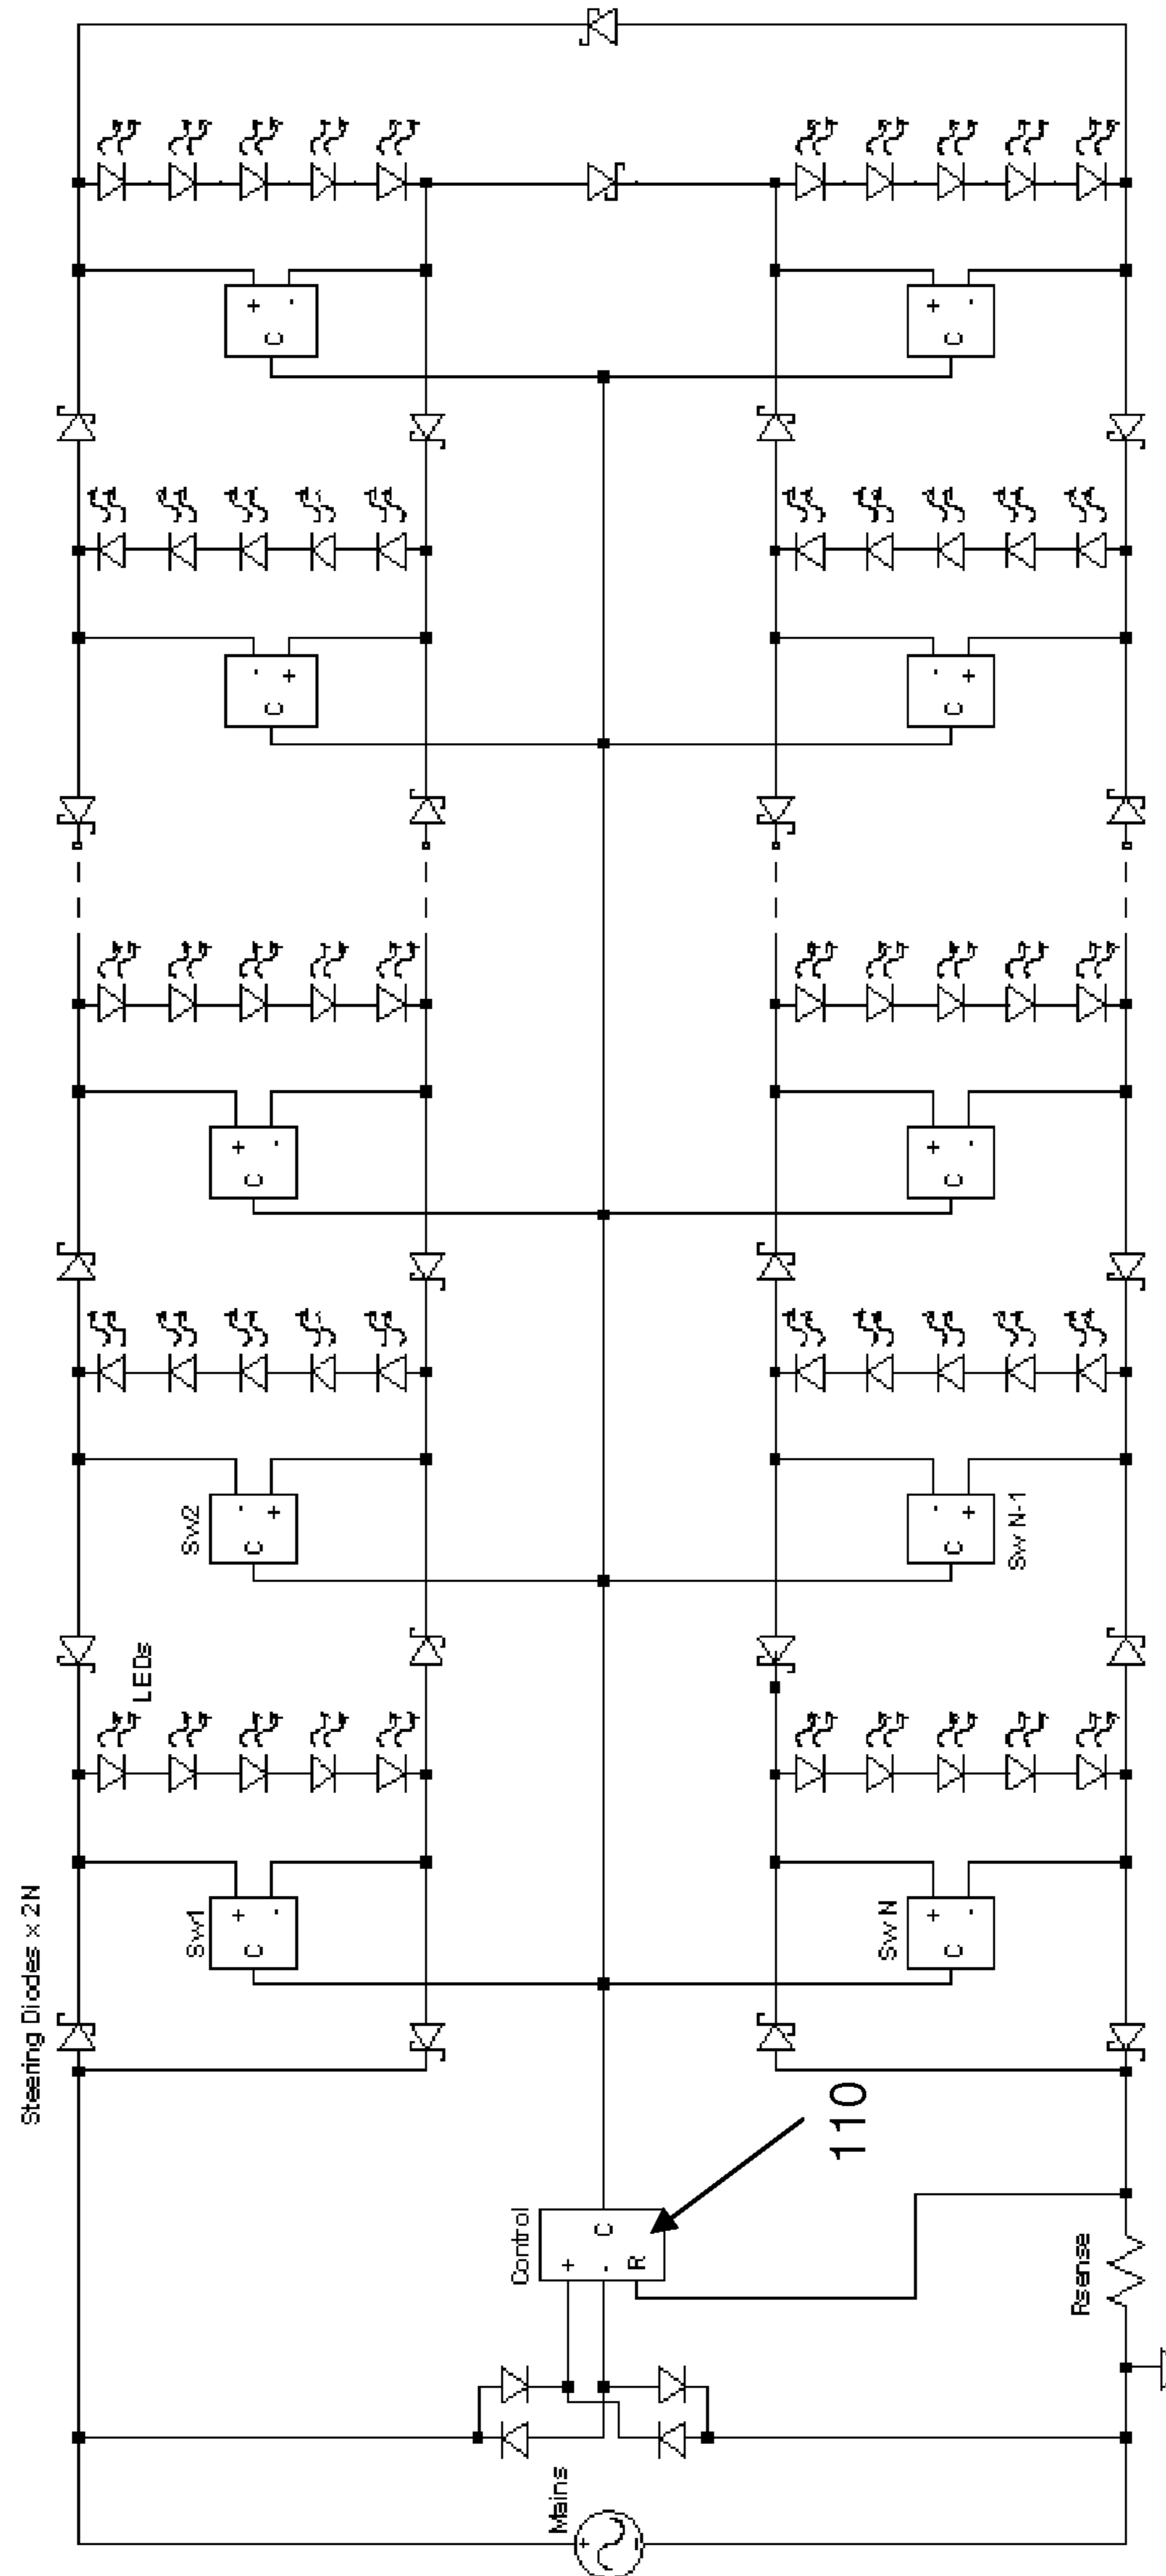 Steering Diodes x 2N
LEDs
Sw1
+
C
-
Sw2
-
C
+
+
C
-
-
C
+
+
C
-
Mains
+
-
Control
+
-
C
R
110
Sw N
+
C
-
Sw N-1
-
C
+
+
C
-
-
C
+
+
C
-
Rsense